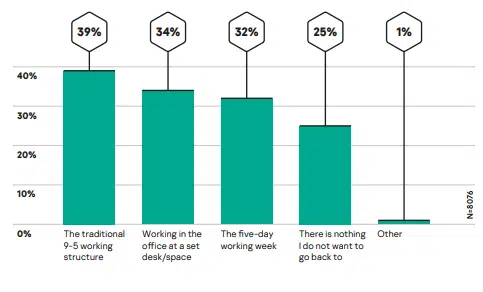 39%
34%
32%
25%
1%
40%
30%
20%
10%
0%
The traditional
9-5 working
structure
Working in the
office at a set
desk/space
The five-day
working week
There is nothing
I do not want to
go back to
Other
N=8076